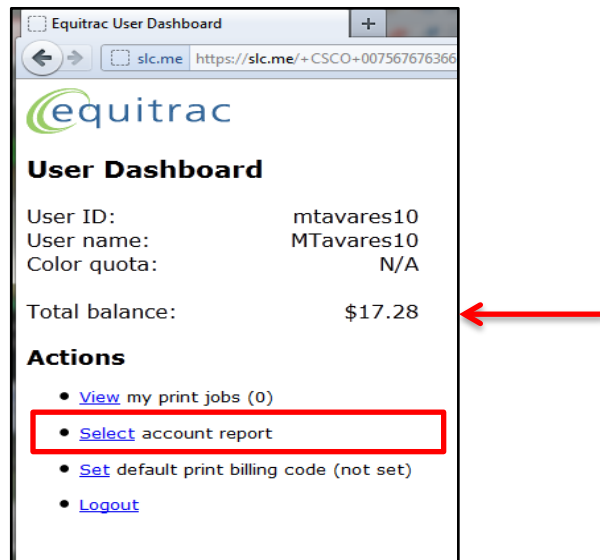 Equitrac User Dashboard +
slc.me https://slc.me/+CSCO+007567676366
equitrac
User Dashboard
User ID: mtavares10
User name: MTavares10
Color quota: N/A
Total balance: $17.28
Actions
• View my print jobs (0)
• Select account report
• Set default print billing code (not set)
• Logout